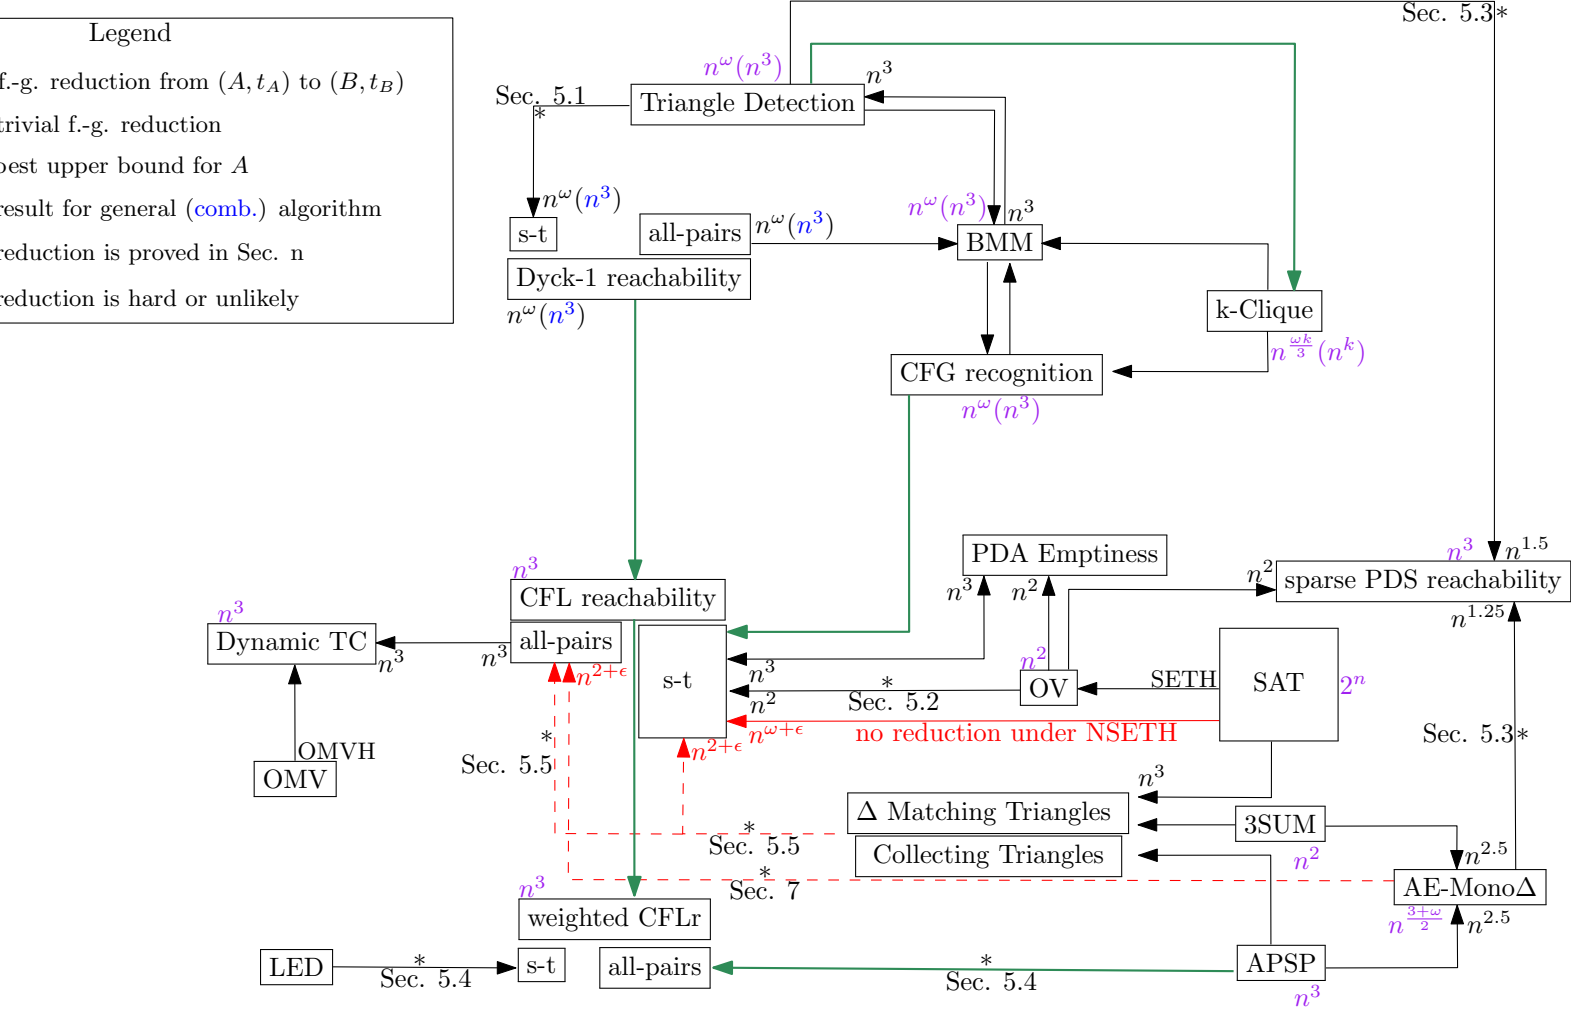 Legend
f.-g. reduction from (A, t_A) to (B, t_B)
trivial f.-g. reduction
best upper bound for A
result for general (comb.) algorithm
reduction is proved in Sec. n
reduction is hard or unlikely
Sec. 5.3*
n^ω(n^3)
n^3
Triangle Detection
Sec. 5.1
*
n^ω(n^3)
s-t
all-pairs
n^ω(n^3)
Dyck-1 reachability
n^ω(n^3)
n^ω(n^3)
n^3
BMM
k-Clique
n^{ωk/3}(n^k)
CFG recognition
n^ω(n^3)
PDA Emptiness
n^3
n^2
n^2
n^3
n^1.5
sparse PDS reachability
n^1.25
n^3
CFL reachability
all-pairs
s-t
n^3
Dynamic TC
n^3
n^3
n^{2+ϵ}
n^3
n^2
*
Sec. 5.2
n^2
OV
SETH
SAT
2^n
n^{ω+ϵ}
no reduction under NSETH
n^{2+ϵ}
Sec. 5.3*
OMVH
OMV
*
Sec. 5.5
n^3
Δ Matching Triangles
Collecting Triangles
3SUM
n^2
*
Sec. 5.5
*
Sec. 7
n^2.5
AE-MonoΔ
n^{(3+ω)/2}
n^2.5
n^3
weighted CFLr
s-t
all-pairs
LED
*
Sec. 5.4
*
Sec. 5.4
APSP
n^3